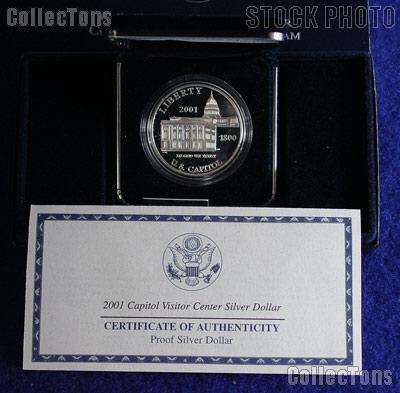 CollecTons
STOCK PHOTO
AM
LIBERTY
2001
1800
IN GOD WE TRUST
U.S. CAPITOL
2001 Capitol Visitor Center Silver Dollar
CERTIFICATE OF AUTHENTICITY
Proof Silver Dollar
CollecTons